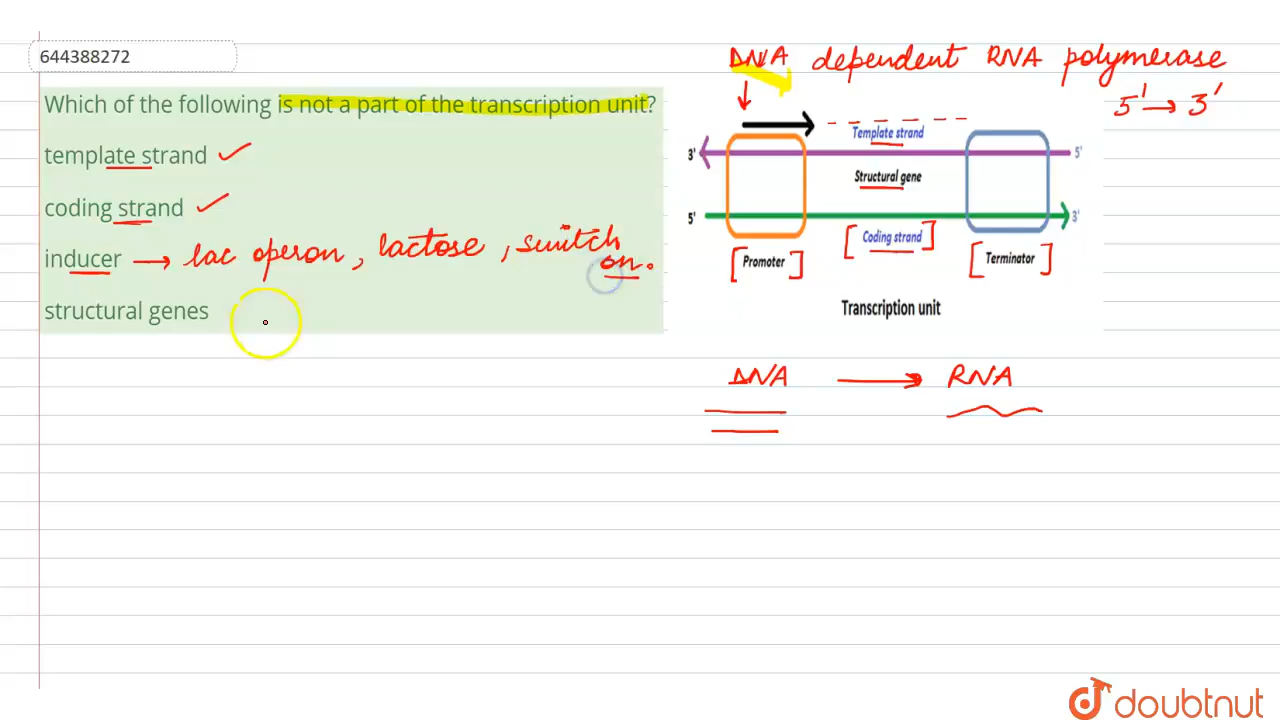 644388272
Which of the following is not a part of the transcription unit?
template strand
coding strand
inducer → lac operon, lactose, switch on.
structural genes
DNA dependent RNA polymerase
5' → 3'
Template strand
3' 5'
Structural gene
5' 3'
[Coding strand]
[Promoter] [Terminator]
Transcription unit
DNA → RNA
doubtnut